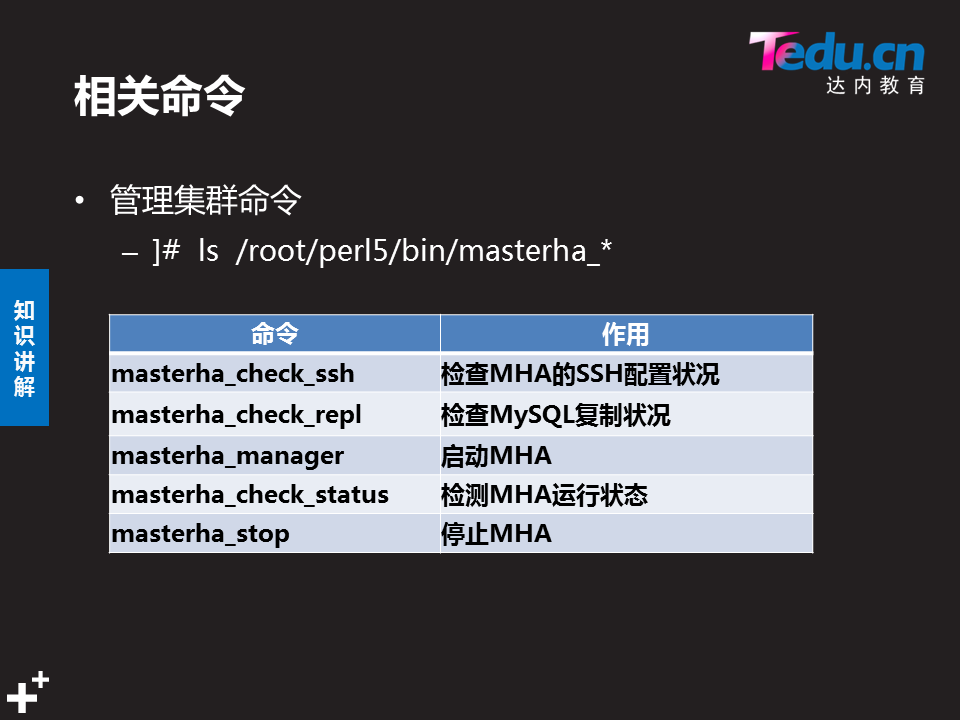 Tedu.cn
达内教育
相关命令
• 管理集群命令
– ]# ls /root/perl5/bin/masterha_*
知识讲解
命令 作用
masterha_check_ssh 检查MHA的SSH配置状况
masterha_check_repl 检查MySQL复制状况
masterha_manager 启动MHA
masterha_check_status 检测MHA运行状态
masterha_stop 停止MHA